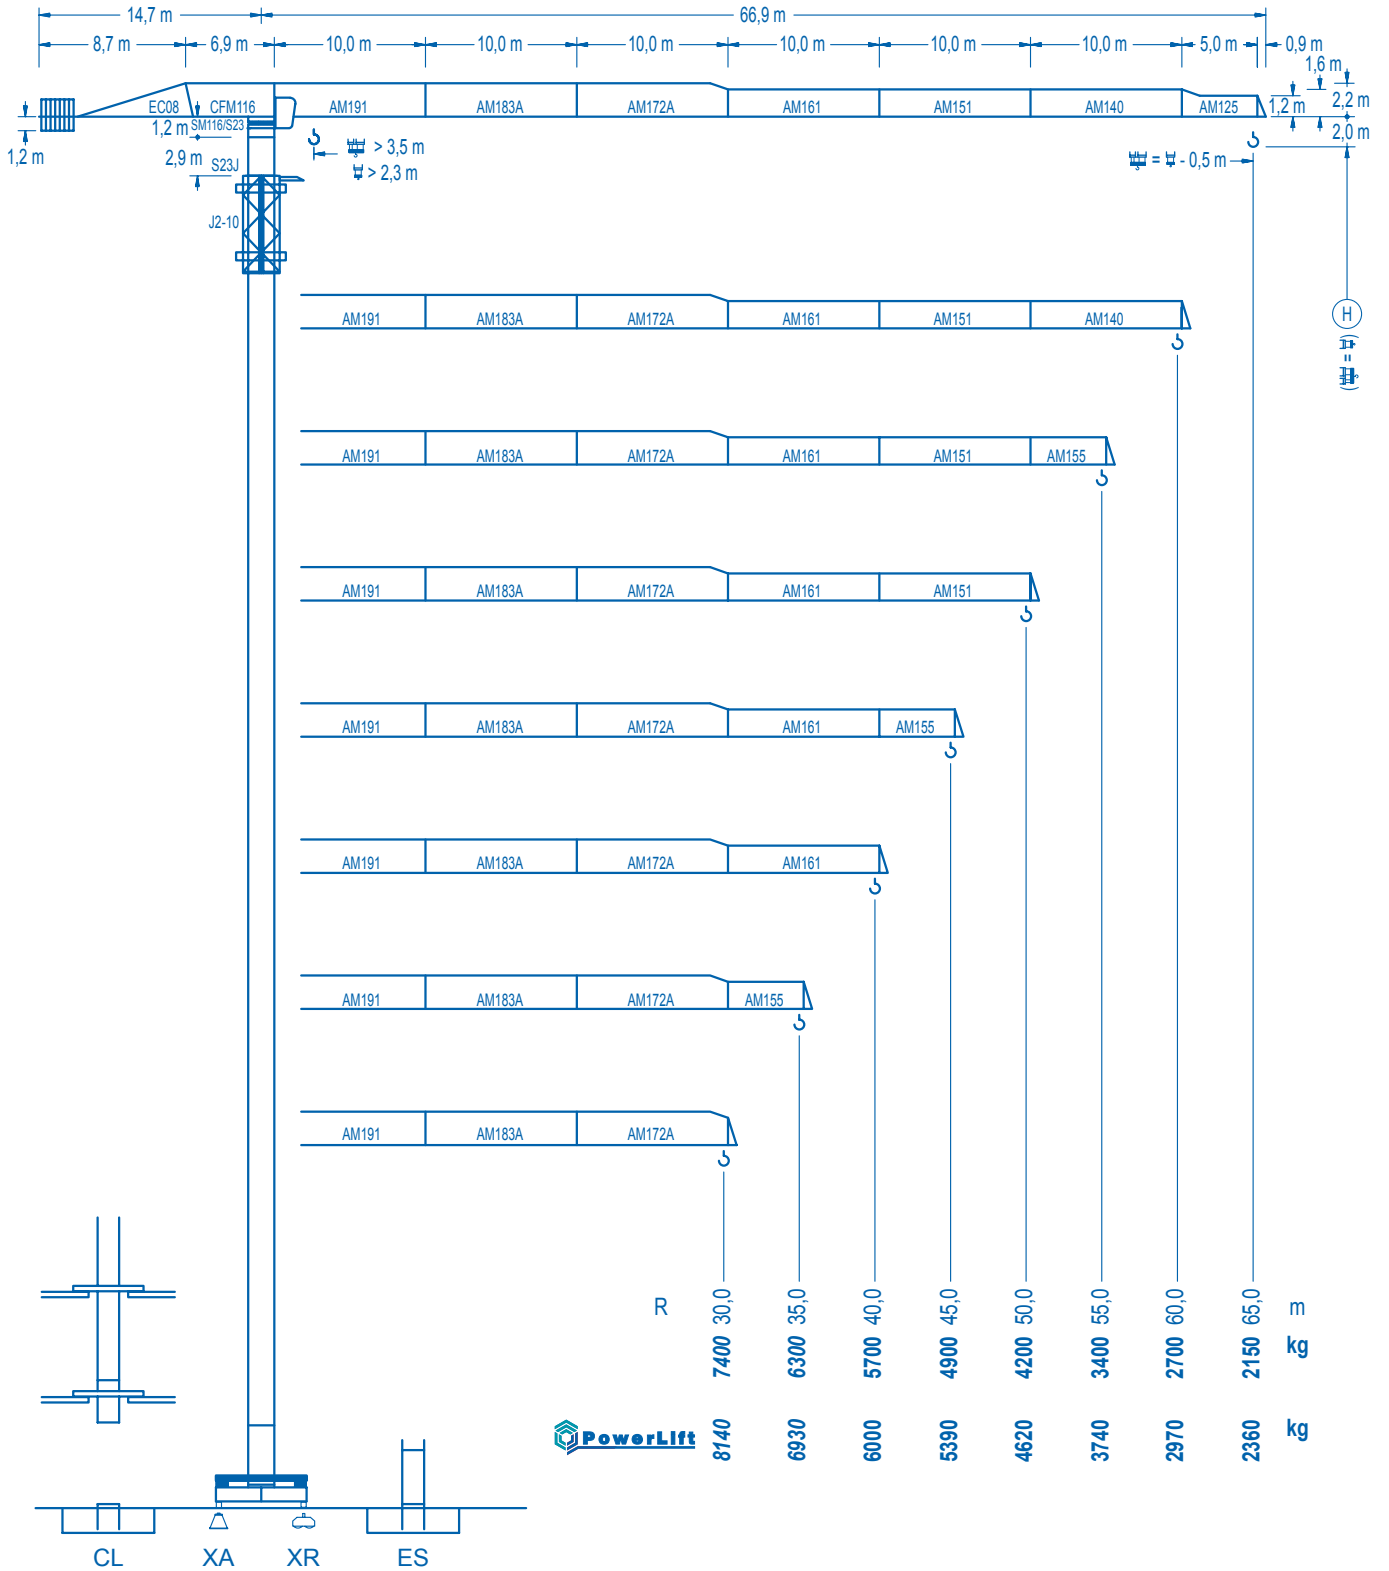 14,7 m 66,9 m
8,7 m 6,9 m 10,0 m 10,0 m 10,0 m 10,0 m 10,0 m 10,0 m 5,0 m 0,9 m
1,6 m
EC08 CFM116 AM191 AM183A AM172A AM161 AM151 AM140 AM125 1,2 m 2,2 m
1,2 m SM116/S23 2,0 m
1,2 m 2,9 m S23J > 3,5 m
> 2,3 m
= - 0,5 m
J2-10
H
( = )
AM191 AM183A AM172A AM161 AM151 AM140
AM191 AM183A AM172A AM161 AM151 AM155
AM191 AM183A AM172A AM161 AM151
AM191 AM183A AM172A AM161 AM155
AM191 AM183A AM172A AM161
AM191 AM183A AM172A AM155
AM191 AM183A AM172A
R 30,0 35,0 40,0 45,0 50,0 55,0 60,0 65,0 m
7400 6300 5700 4900 4200 3400 2700 2150 kg
PowerLift 8140 6930 6000 5390 4620 3740 2970 2360 kg
CL XA XR ES